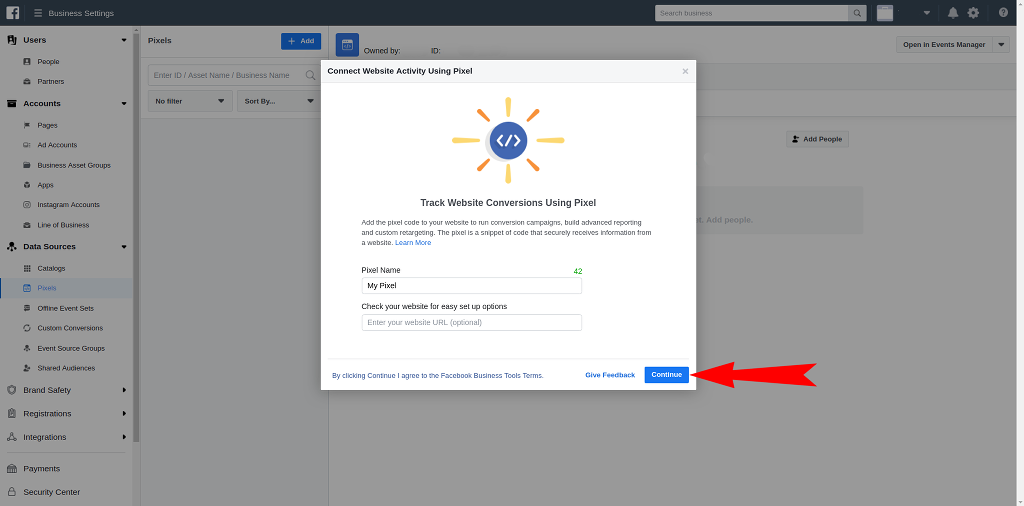 Business Settings
Search business
Users
People
Partners
Accounts
Pages
Ad Accounts
Business Asset Groups
Apps
Instagram Accounts
Line of Business
Data Sources
Catalogs
Pixels
Offline Event Sets
Custom Conversions
Event Source Groups
Shared Audiences
Brand Safety
Registrations
Integrations
Payments
Security Center
Pixels
+ Add
Enter ID / Asset Name / Business Name
No filter
Sort By...
Owned by: ID:
Open in Events Manager
Add People
Add people.
Connect Website Activity Using Pixel
×
</>
Track Website Conversions Using Pixel
Add the pixel code to your website to run conversion campaigns, build advanced reporting
and custom retargeting. The pixel is a snippet of code that securely receives information from
a website. Learn More
Pixel Name 42
My Pixel
Check your website for easy set up options
Enter your website URL (optional)
By clicking Continue I agree to the Facebook Business Tools Terms.
Give Feedback
Continue